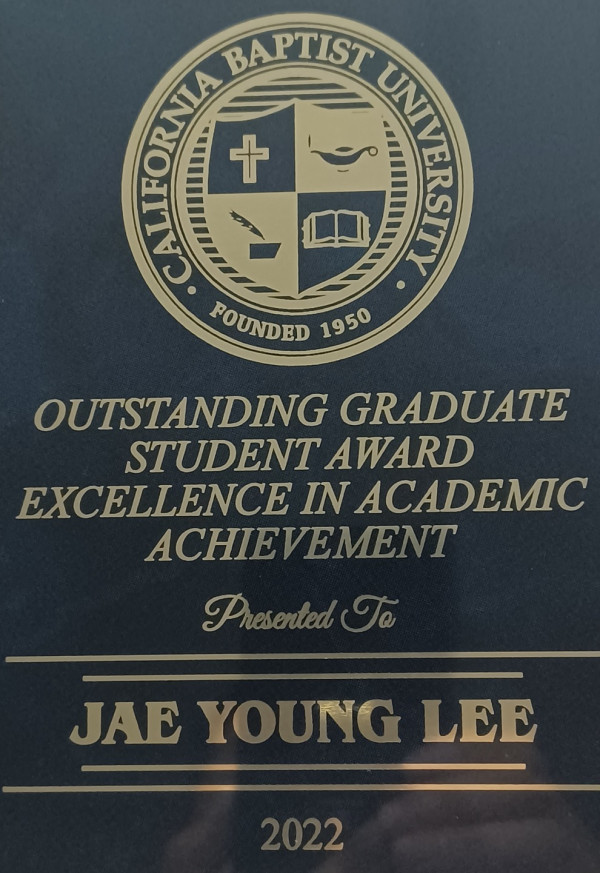 CALIFORNIA BAPTIST UNIVERSITY
FOUNDED 1950
OUTSTANDING GRADUATE
STUDENT AWARD
EXCELLENCE IN ACADEMIC
ACHIEVEMENT
Presented To
JAE YOUNG LEE
2022